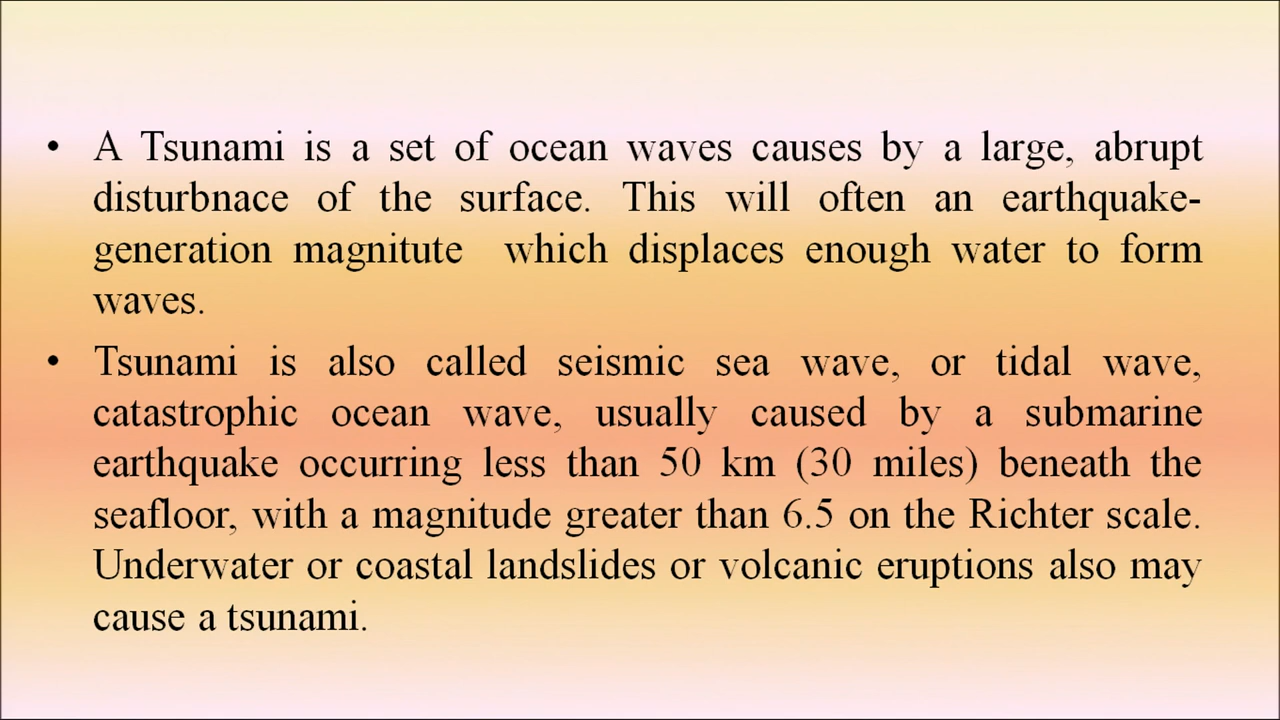 • A Tsunami is a set of ocean waves causes by a large, abrupt
disturbnace of the surface. This will often an earthquake-
generation magnitute which displaces enough water to form
waves.
• Tsunami is also called seismic sea wave, or tidal wave,
catastrophic ocean wave, usually caused by a submarine
earthquake occurring less than 50 km (30 miles) beneath the
seafloor, with a magnitude greater than 6.5 on the Richter scale.
Underwater or coastal landslides or volcanic eruptions also may
cause a tsunami.